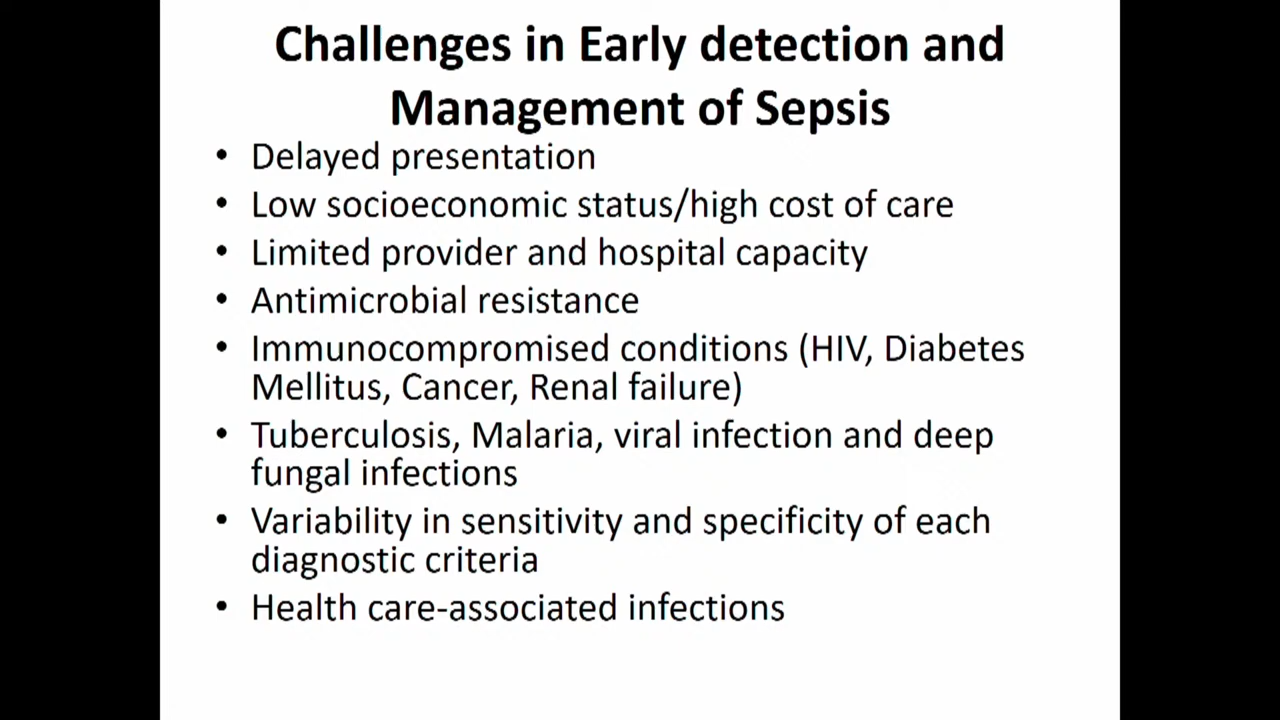 Challenges in Early detection and
Management of Sepsis
• Delayed presentation
• Low socioeconomic status/high cost of care
• Limited provider and hospital capacity
• Antimicrobial resistance
• Immunocompromised conditions (HIV, Diabetes
Mellitus, Cancer, Renal failure)
• Tuberculosis, Malaria, viral infection and deep
fungal infections
• Variability in sensitivity and specificity of each
diagnostic criteria
• Health care-associated infections